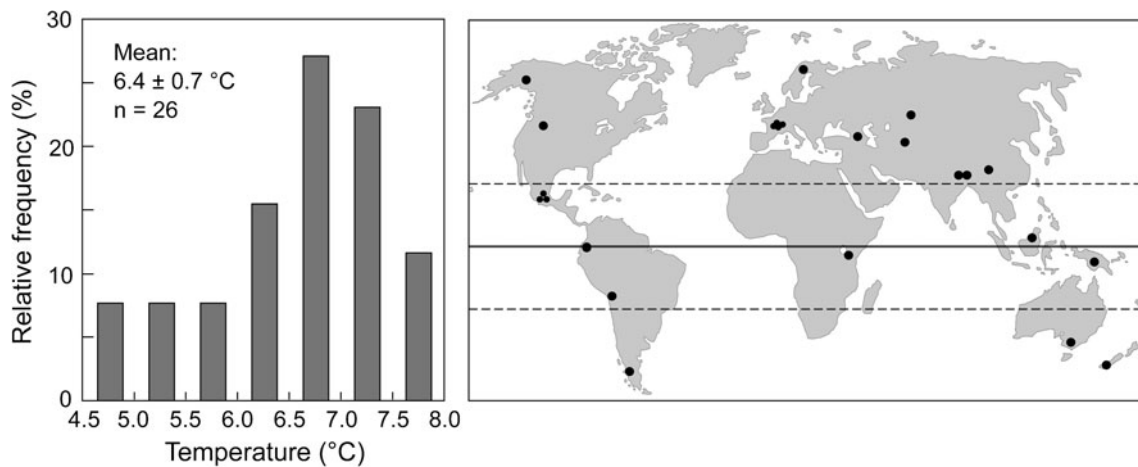 30
20
10
0
Relative frequency (%)
Mean:
6.4 ± 0.7 °C
n = 26
4.5 5.0 5.5 6.0 6.5 7.0 7.5 8.0
Temperature (°C)